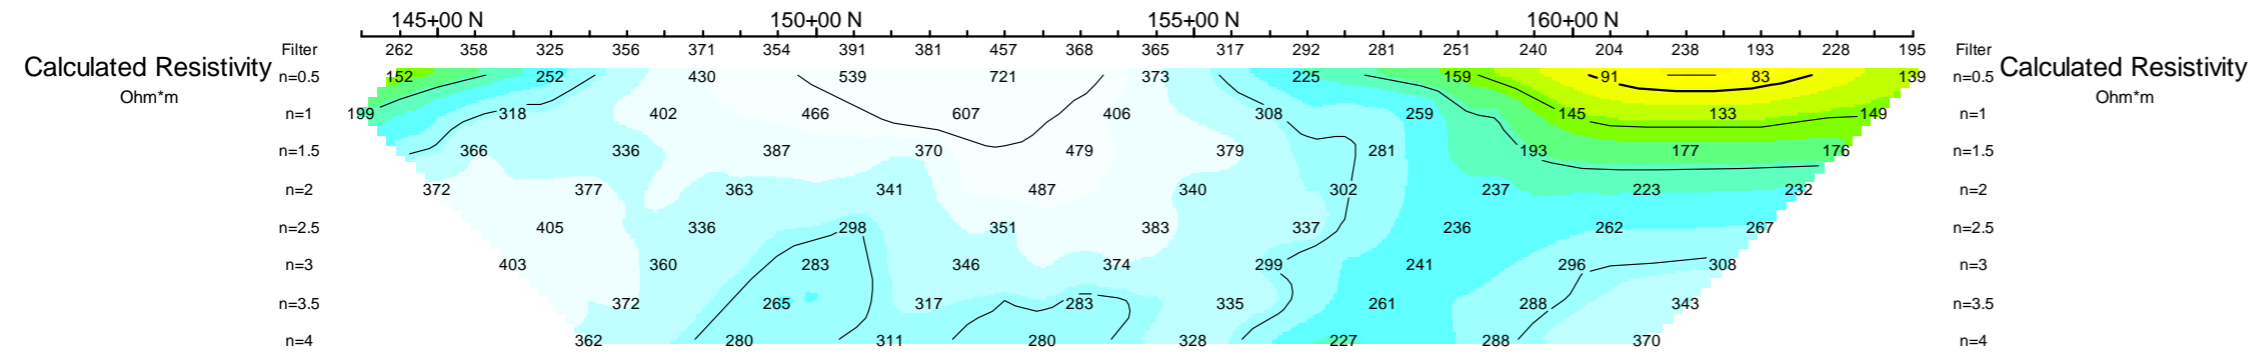 145+00 N 150+00 N 155+00 N 160+00 N
Filter 262 358 325 356 371 354 391 381 457 368 365 317 292 281 251 240 204 238 193 228 195 Filter
Calculated Resistivity
Ohm*m
n=0.5 152 252 430 539 721 373 225 159 91 83 139 n=0.5
Calculated Resistivity
Ohm*m
n=1 199 318 402 466 607 406 308 259 145 133 149 n=1
n=1.5 366 336 387 370 479 379 281 193 177 176 n=1.5
n=2 372 377 363 341 487 340 302 237 223 232 n=2
n=2.5 405 336 298 351 383 337 236 262 267 n=2.5
n=3 403 360 283 346 374 299 241 296 308 n=3
n=3.5 372 265 317 283 335 261 288 343 n=3.5
n=4 362 280 311 280 328 227 288 370 n=4